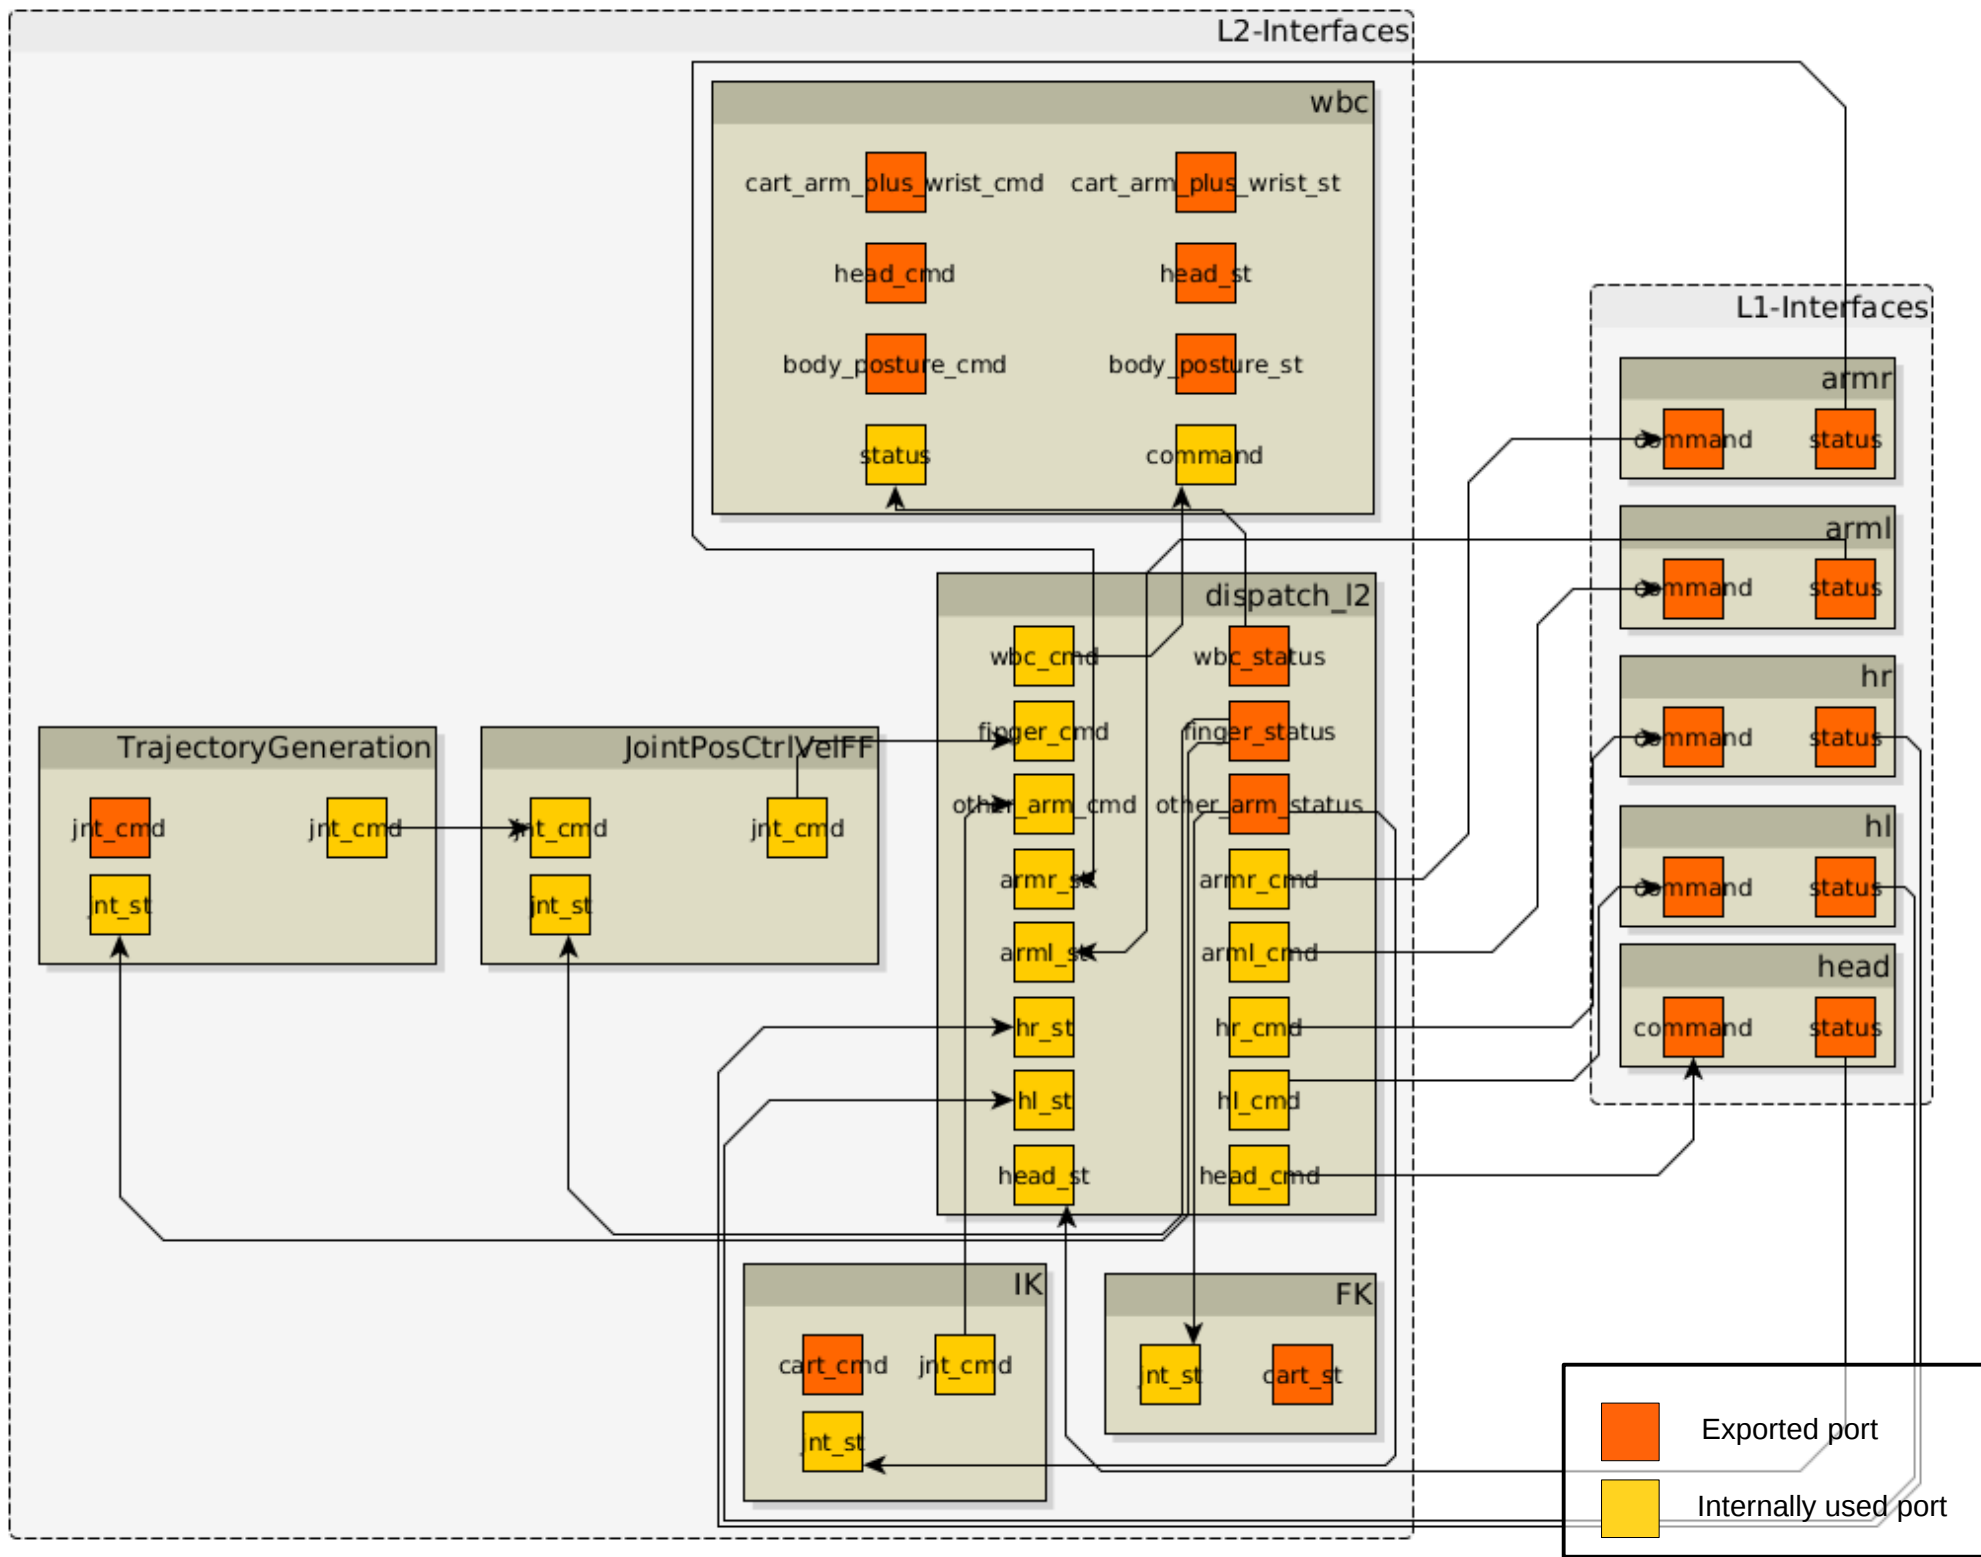 L2-Interfaces
wbc
cart_arm_plus_wrist_cmd cart_arm_plus_wrist_st
head_cmd head_st
body_posture_cmd body_posture_st
status command
L1-Interfaces
armr
command status
arml
command status
hr
command status
hl
command status
head
command status
dispatch_l2
wbc_cmd wbc_status
finger_cmd finger_status
other_arm_cmd other_arm_status
armr_st armr_cmd
arml_st arml_cmd
hr_st hr_cmd
hl_st hl_cmd
head_st head_cmd
TrajectoryGeneration
jnt_cmd jnt_cmd
jnt_st
JointPosCtrlVelFF
jnt_cmd jnt_cmd
jnt_st
IK
cart_cmd jnt_cmd
jnt_st
FK
jnt_st cart_st
Exported port
Internally used port